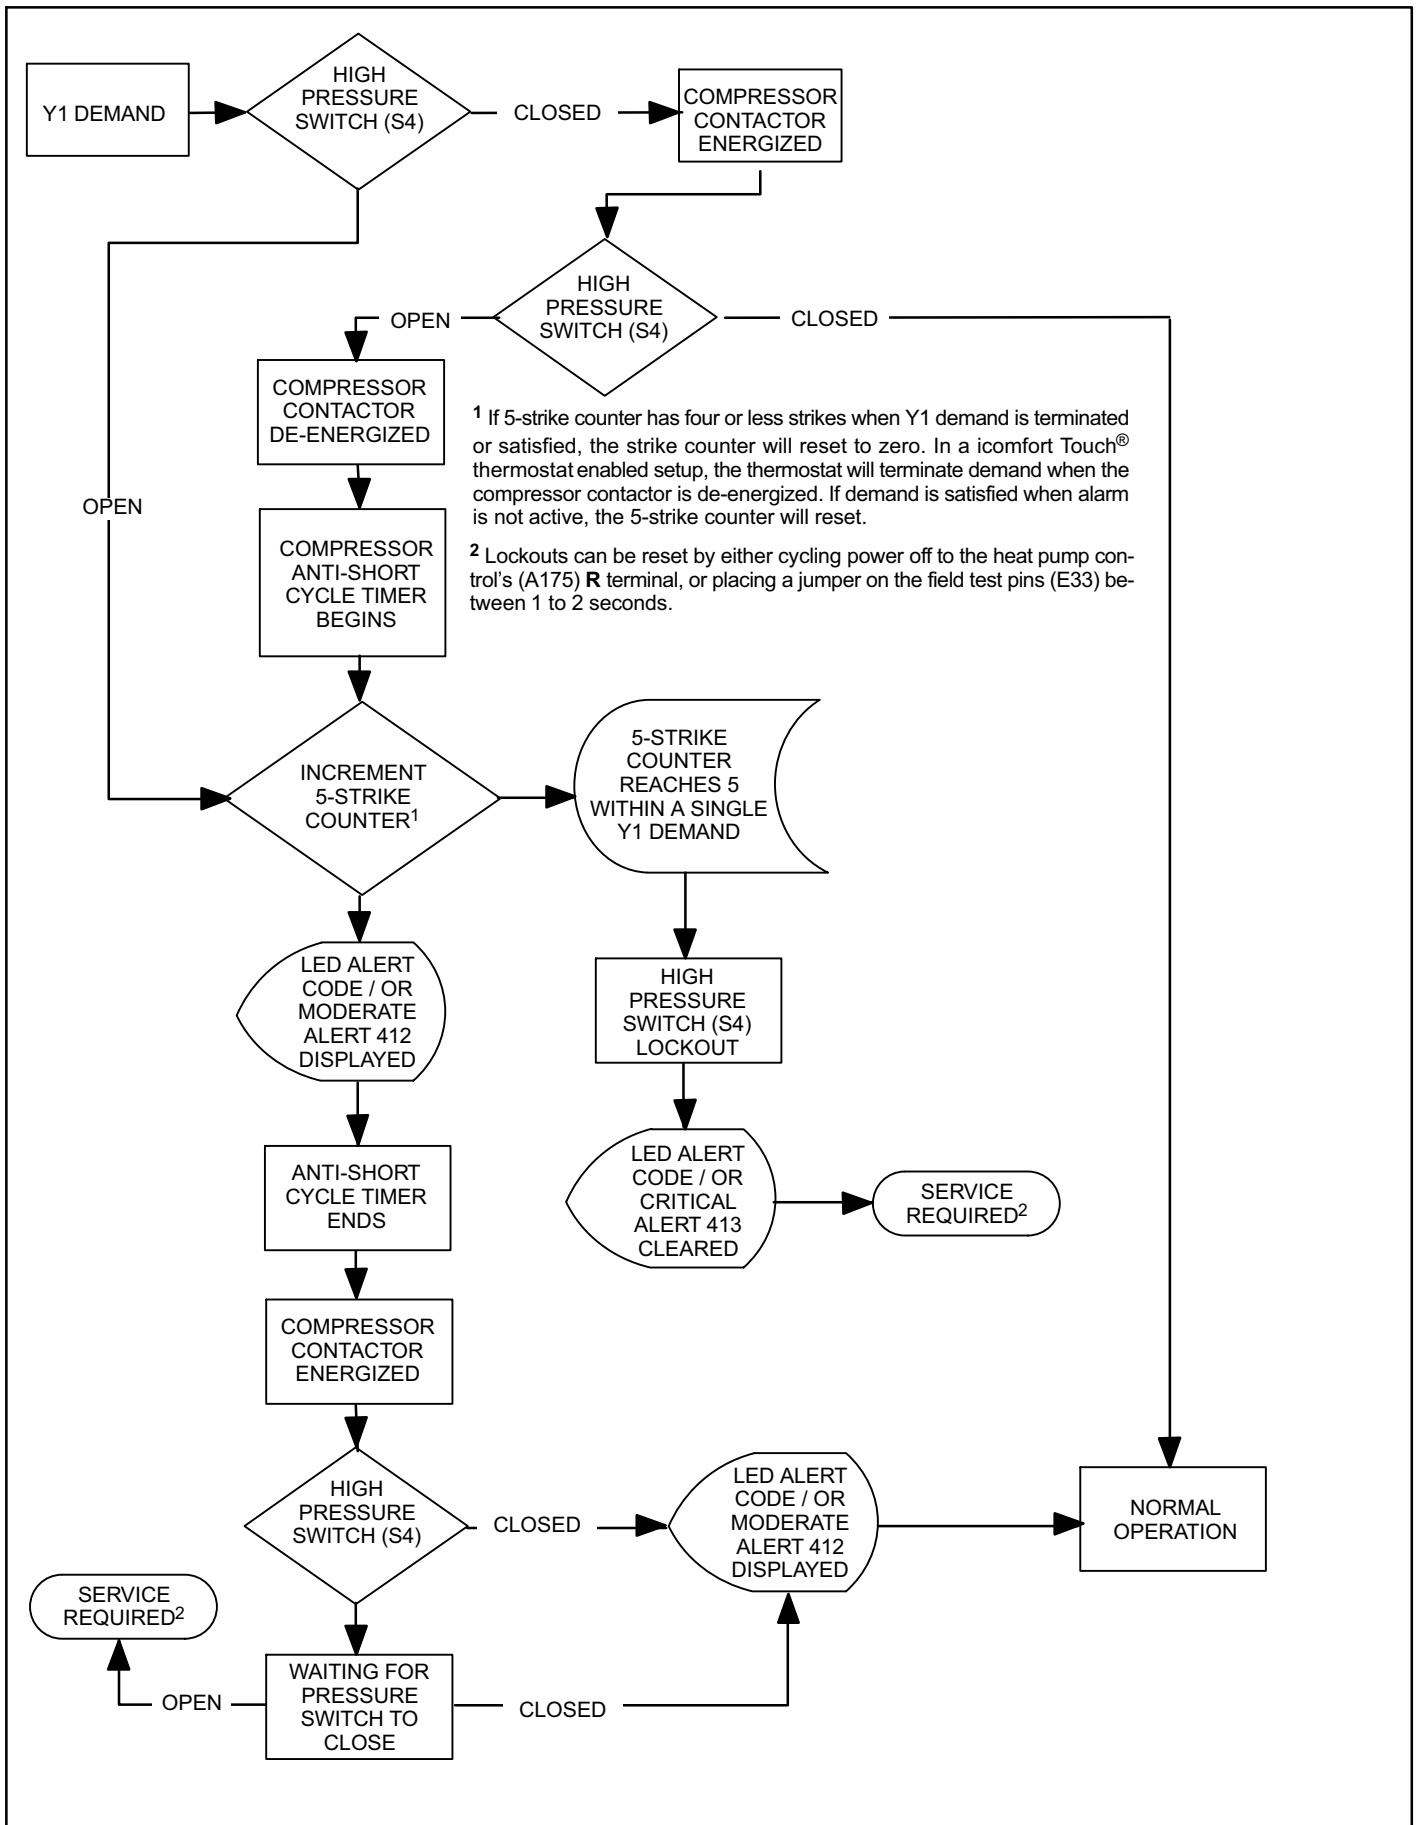 Y1 DEMAND
HIGH
PRESSURE
SWITCH (S4)
CLOSED
COMPRESSOR
CONTACTOR
ENERGIZED
HIGH
PRESSURE
SWITCH (S4)
OPEN
CLOSED
COMPRESSOR
CONTACTOR
DE-ENERGIZED
1 If 5-strike counter has four or less strikes when Y1 demand is terminated
or satisfied, the strike counter will reset to zero. In a icomfort Touch®
thermostat enabled setup, the thermostat will terminate demand when the
compressor contactor is de-energized. If demand is satisfied when alarm
is not active, the 5-strike counter will reset.
2 Lockouts can be reset by either cycling power off to the heat pump con-
trol's (A175) R terminal, or placing a jumper on the field test pins (E33) be-
tween 1 to 2 seconds.
OPEN
COMPRESSOR
ANTI-SHORT
CYCLE TIMER
BEGINS
INCREMENT
5-STRIKE
COUNTER1
5-STRIKE
COUNTER
REACHES 5
WITHIN A SINGLE
Y1 DEMAND
LED ALERT
CODE / OR
MODERATE
ALERT 412
DISPLAYED
HIGH
PRESSURE
SWITCH (S4)
LOCKOUT
ANTI-SHORT
CYCLE TIMER
ENDS
LED ALERT
CODE / OR
CRITICAL
ALERT 413
CLEARED
SERVICE
REQUIRED2
COMPRESSOR
CONTACTOR
ENERGIZED
HIGH
PRESSURE
SWITCH (S4)
CLOSED
LED ALERT
CODE / OR
MODERATE
ALERT 412
DISPLAYED
NORMAL
OPERATION
SERVICE
REQUIRED2
OPEN
WAITING FOR
PRESSURE
SWITCH TO
CLOSE
CLOSED